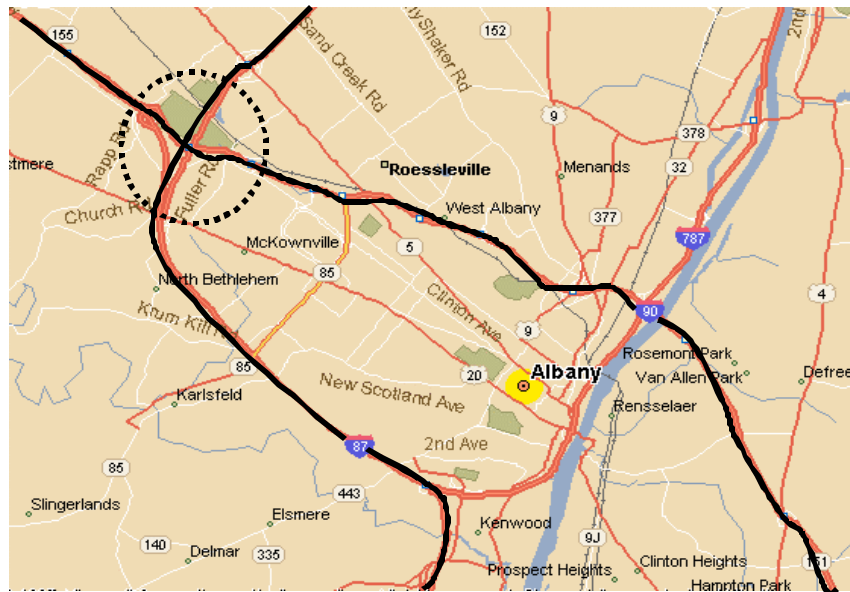 155
Sand Creek Rd
Shaker Rd
152
2nd
9
378
Rapp Rd
stmere
Roessleville
Menands
32
Fuller Rd
Church Rd
West Albany
377
787
McKownville
5
85
North Bethlehem
Clinton Ave
4
Krum Kill Rd
9
90
85
Rosemont Park
Albany
20
Van Allen Park
Defree
Karlsfeld
New Scotland Ave
Rensselaer
87
2nd Ave
85
443
Slingerlands
Elsmere
Kenwood
9J
140
Delmar
335
Clinton Heights
151
Prospect Heights
Hampton Park